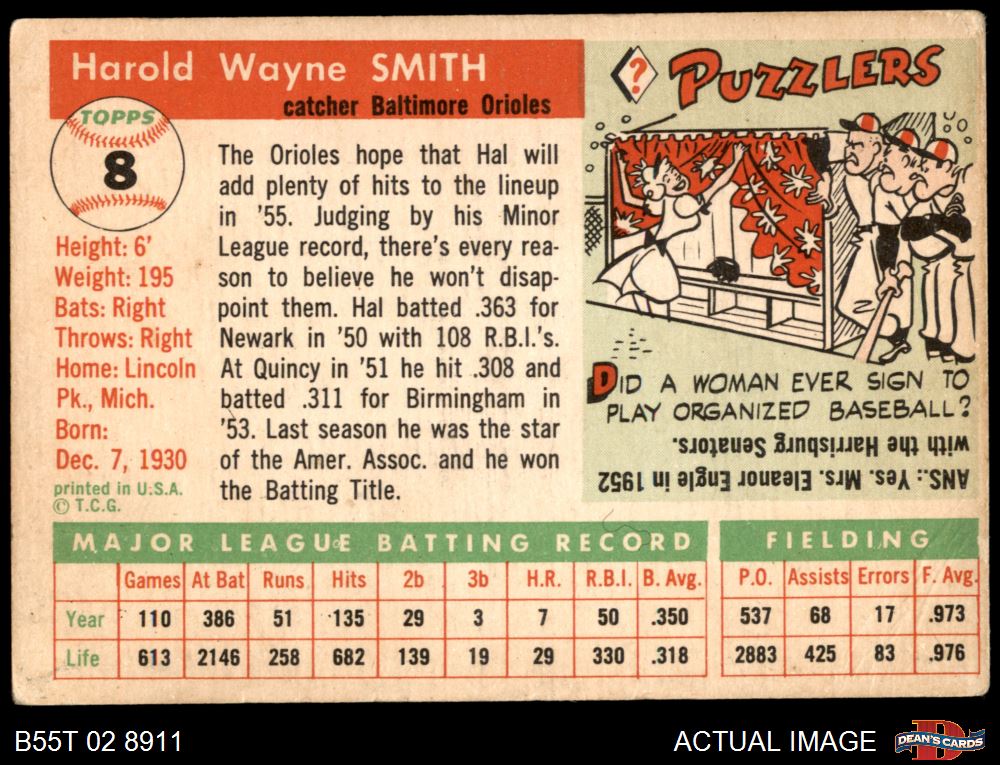 Harold Wayne SMITH
catcher Baltimore Orioles
TOPPS
8
Height: 6'
Weight: 195
Bats: Right
Throws: Right
Home: Lincoln
Pk., Mich.
Born:
Dec. 7, 1930
printed in U.S.A.
© T.C.G.
The Orioles hope that Hal will
add plenty of hits to the lineup
in '55. Judging by his Minor
League record, there's every rea-
son to believe he won't disap-
point them. Hal batted .363 for
Newark in '50 with 108 R.B.I.'s.
At Quincy in '51 he hit .308 and
batted .311 for Birmingham in
'53. Last season he was the star
of the Amer. Assoc. and he won
the Batting Title.
?
PUZZLERS
DID A WOMAN EVER SIGN TO
PLAY ORGANIZED BASEBALL?
ANS.: Yes. Mrs. Eleanor Engle in 1952
with the Harrisburg Senators.
MAJOR LEAGUE BATTING RECORD
Games At Bat Runs Hits 2b 3b H.R. R.B.I. B. Avg.
Year 110 386 51 135 29 3 7 50 .350
Life 613 2146 258 682 139 19 29 330 .318
FIELDING
P.O. Assists Errors F. Avg.
537 68 17 .973
2883 425 83 .976
B55T 02 8911
ACTUAL IMAGE
DEAN'S CARDS